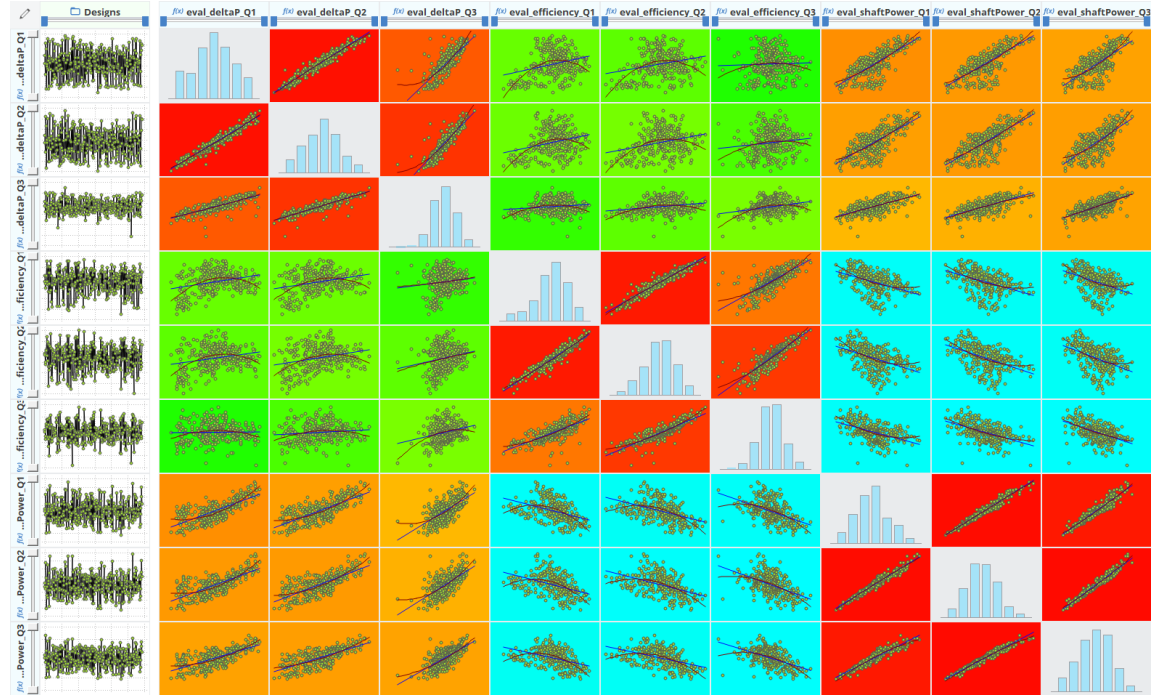 Designs f(x) eval_deltaP_Q1 f(x) eval_deltaP_Q2 f(x) eval_deltaP_Q3 f(x) eval_efficiency_Q1 f(x) eval_efficiency_Q2 f(x) eval_efficiency_Q3 f(x) eval_shaftPower_Q1 f(x) eval_shaftPower_Q2 f(x) eval_shaftPower_Q3
f(x) ...deltaP_Q1
f(x) ...deltaP_Q2
f(x) ...deltaP_Q3
f(x) ...ficiency_Q1
f(x) ...ficiency_Q2
f(x) ...ficiency_Q3
f(x) ...Power_Q1
f(x) ...Power_Q2
f(x) ...Power_Q3